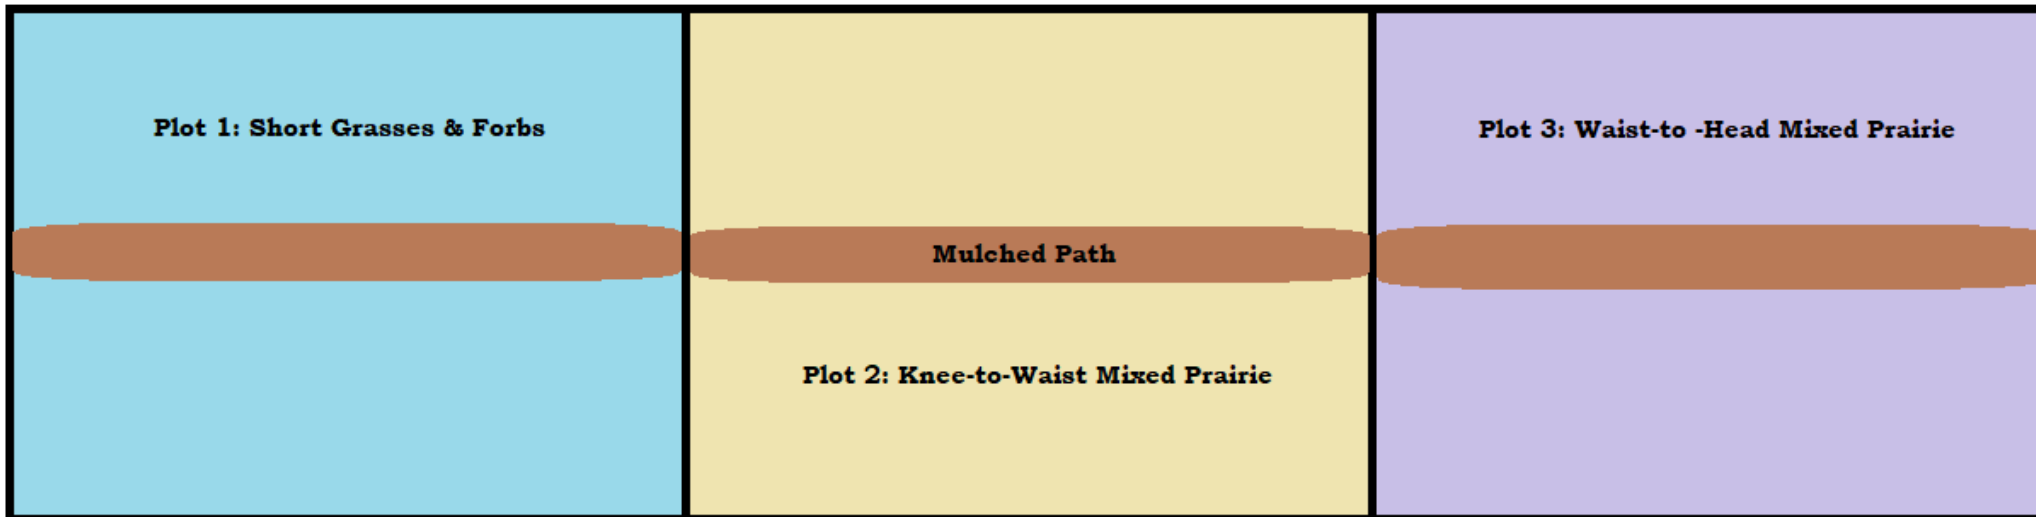 Plot 1: Short Grasses & Forbs
Plot 3: Waist-to -Head Mixed Prairie
Mulched Path
Plot 2: Knee-to-Waist Mixed Prairie